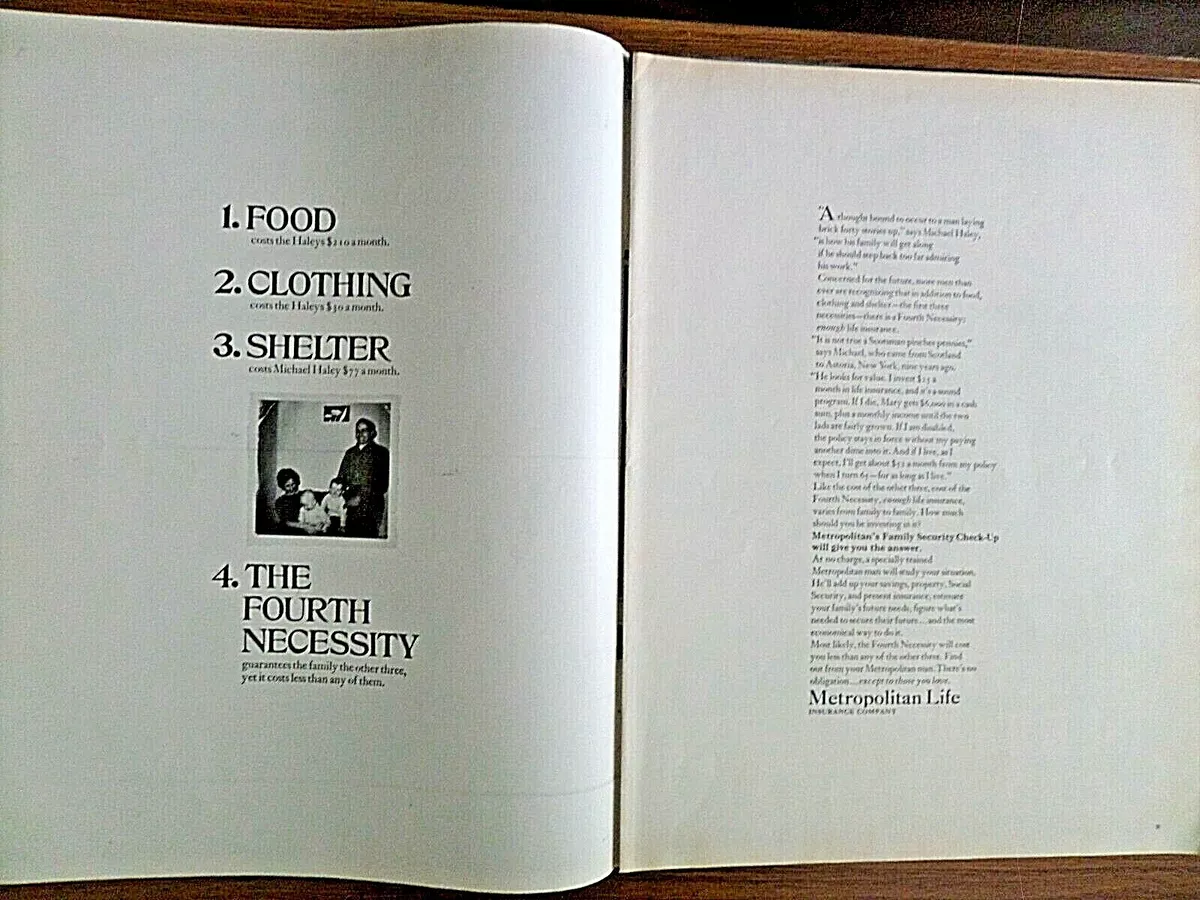 1. FOOD
costs the Haleys $210 a month.
2. CLOTHING
costs the Haleys $30 a month.
3. SHELTER
costs Michael Haley $77 a month.
4. THE
FOURTH
NECESSITY
guarantees the family the other three,
yet it costs less than any of them.
"A thought bound to occur to a man laying
brick forty stories up," says Michael Haley,
"is how his family will get along
if he should step back too far admiring
his work."
Concerned for the future, more men than
ever are recognizing that in addition to food,
clothing and shelter—the first three
necessities—there is a Fourth Necessity:
enough life insurance.
"It is not true a Scotsman pinches pennies,"
says Michael, who came from Scotland
to Astoria, New York, nine years ago.
"He looks for value. I invest $25 a
month in life insurance, and it's a sound
program. If I die, Mary gets $6,000 in a cash
sum, plus a monthly income until the two
lads are fairly grown. If I am disabled,
the policy stays in force without my paying
another dime into it. And if I live, as I
expect, I'll get about $52 a month from my policy
when I turn 65—for as long as I live."
Like the cost of the other three, cost of the
Fourth Necessity, enough life insurance,
varies from family to family. How much
should you be investing in it?
Metropolitan's Family Security Check-Up
will give you the answer.
At no charge, a specially trained
Metropolitan man will study your situation.
He'll add up your savings, property, Social
Security, and present insurance, estimate
your family's future needs, figure what's
needed to secure their future...and the most
economical way to do it.
Most likely, the Fourth Necessity will cost
you less than any of the other three. Find
out from your Metropolitan man. There's no
obligation...except to those you love.
Metropolitan Life
INSURANCE COMPANY